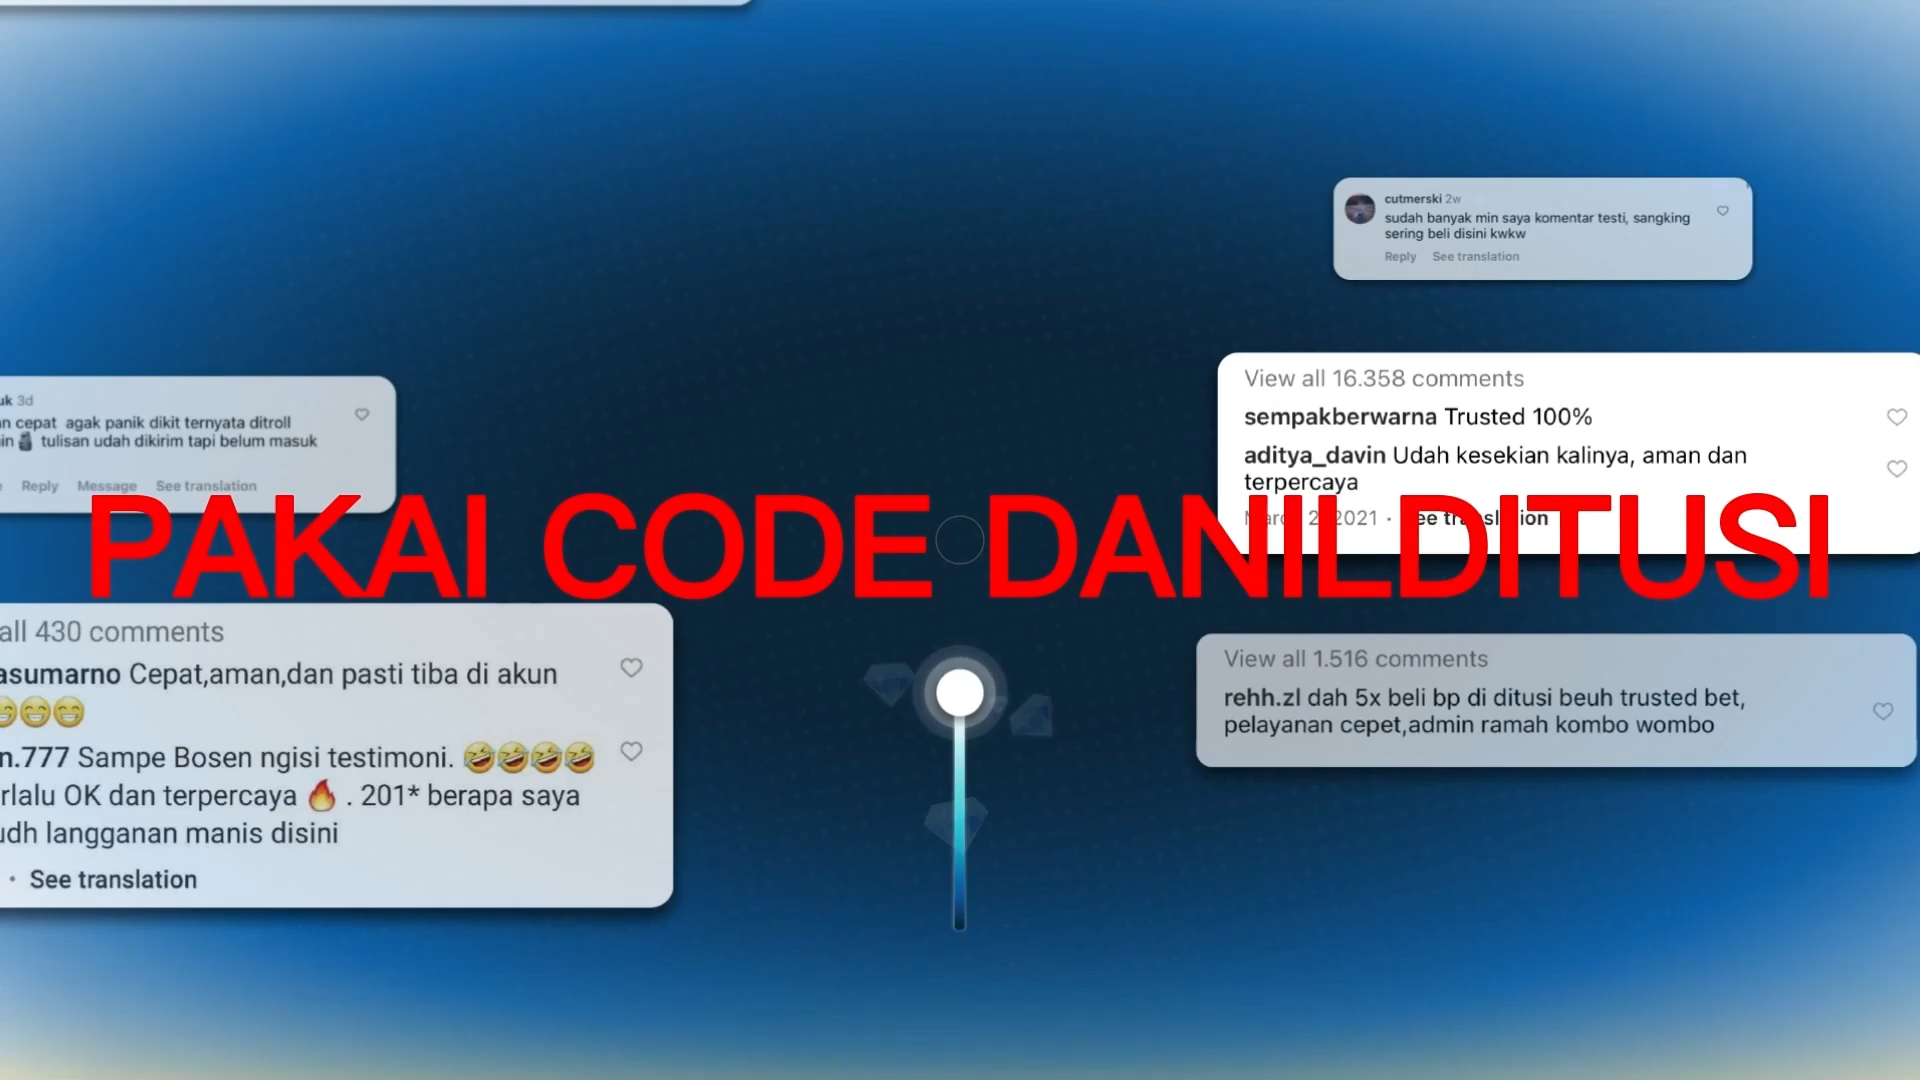 cutmerski 2w
sudah banyak min saya komentar testi, sangking
sering beli disini kwkw
Reply See translation
View all 16.358 comments
sempakberwarna Trusted 100%
aditya_davin Udah kesekian kalinya, aman dan
terpercaya
2021 · See translation
uk 3d
n cepat agak panik dikit ternyata ditroll
in 🗿 tulisan udah dikirim tapi belum masuk
Reply Message See translation
PAKAI CODE DANILDITUSI
all 430 comments
asumarno Cepat,aman,dan pasti tiba di akun
😁😁😁
n.777 Sampe Bosen ngisi testimoni. 🤣🤣🤣🤣
rlalu OK dan terpercaya 🔥 . 201* berapa saya
udh langganan manis disini
· See translation
View all 1.516 comments
rehh.zl dah 5x beli bp di ditusi beuh trusted bet,
pelayanan cepet,admin ramah kombo wombo